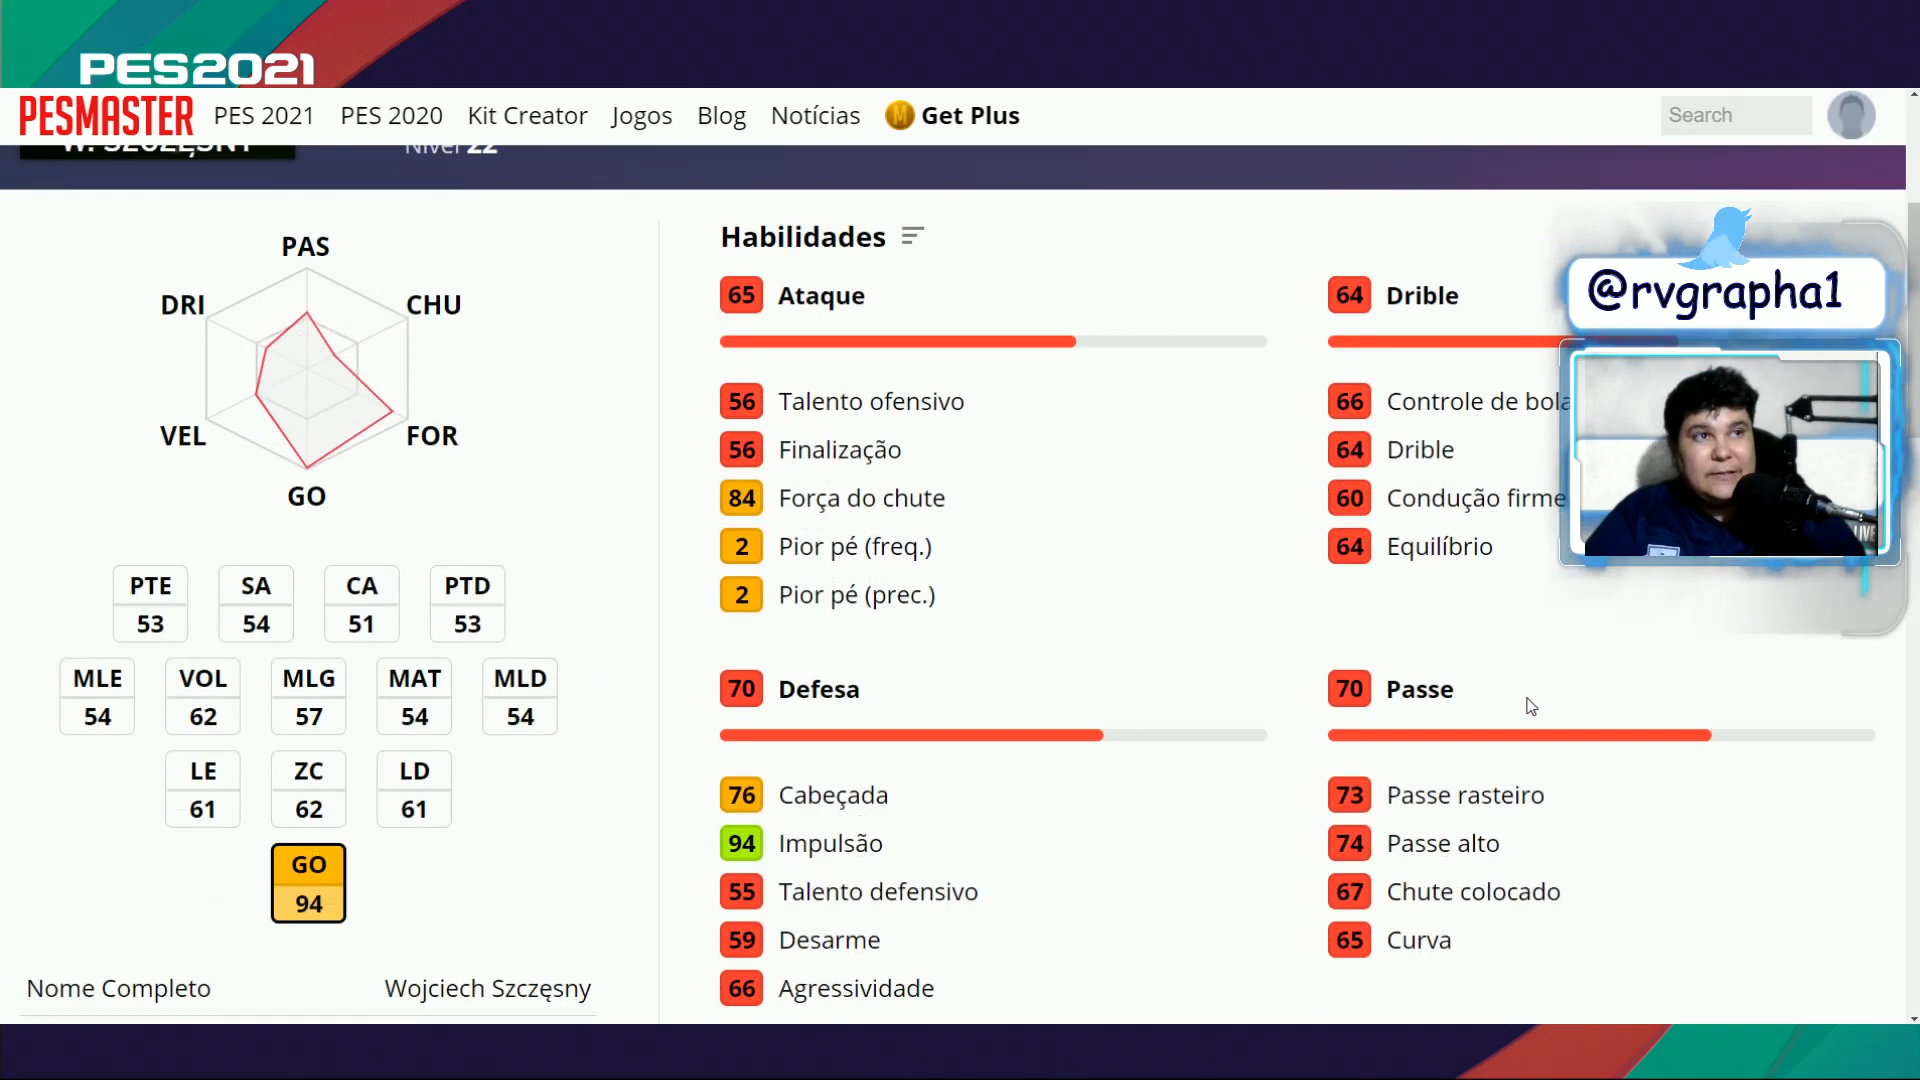 PES2021
PESMASTER PES 2021 PES 2020 Kit Creator Jogos Blog Notícias M Get Plus Search
W. SZCZĘSNY Nível 22
PAS
DRI CHU
VEL FOR
GO
PTE SA CA PTD
53 54 51 53
MLE VOL MLG MAT MLD
54 62 57 54 54
LE ZC LD
61 62 61
GO
94
Nome Completo Wojciech Szczęsny
Habilidades
65 Ataque
56 Talento ofensivo
56 Finalização
84 Força do chute
2 Pior pé (freq.)
2 Pior pé (prec.)
64 Drible
66 Controle de bola
64 Drible
60 Condução firme
64 Equilíbrio
70 Defesa
76 Cabeçada
94 Impulsão
55 Talento defensivo
59 Desarme
66 Agressividade
70 Passe
73 Passe rasteiro
74 Passe alto
67 Chute colocado
65 Curva
@rvgrapha1
LIVE